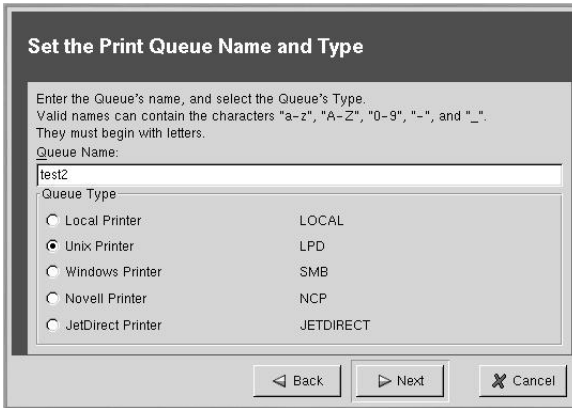 Set the Print Queue Name and Type
Enter the Queue's name, and select the Queue's Type.
Valid names can contain the characters "a-z", "A-Z", "0-9", "-", and "_".
They must begin with letters.
Queue Name:
test2
Queue Type
Local Printer LOCAL
Unix Printer LPD
Windows Printer SMB
Novell Printer NCP
JetDirect Printer JETDIRECT
Back Next Cancel